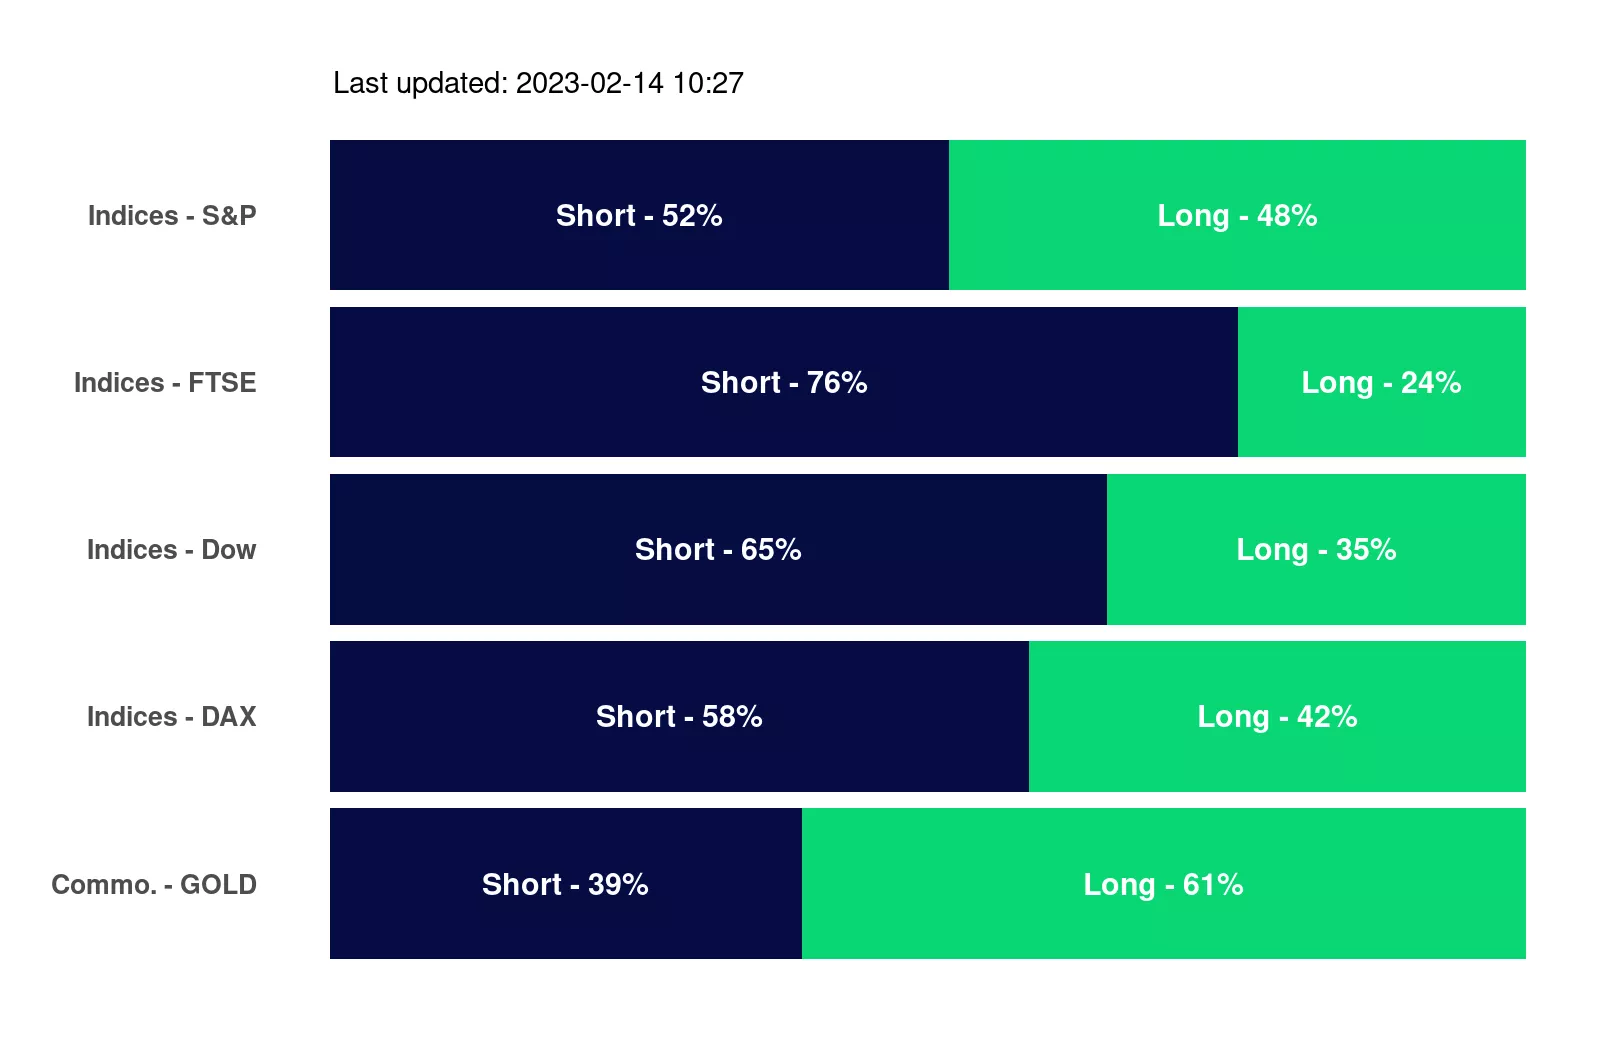 Last updated: 2023-02-14 10:27
Indices - S&P Short - 52% Long - 48%
Indices - FTSE Short - 76% Long - 24%
Indices - Dow Short - 65% Long - 35%
Indices - DAX Short - 58% Long - 42%
Commo. - GOLD Short - 39% Long - 61%